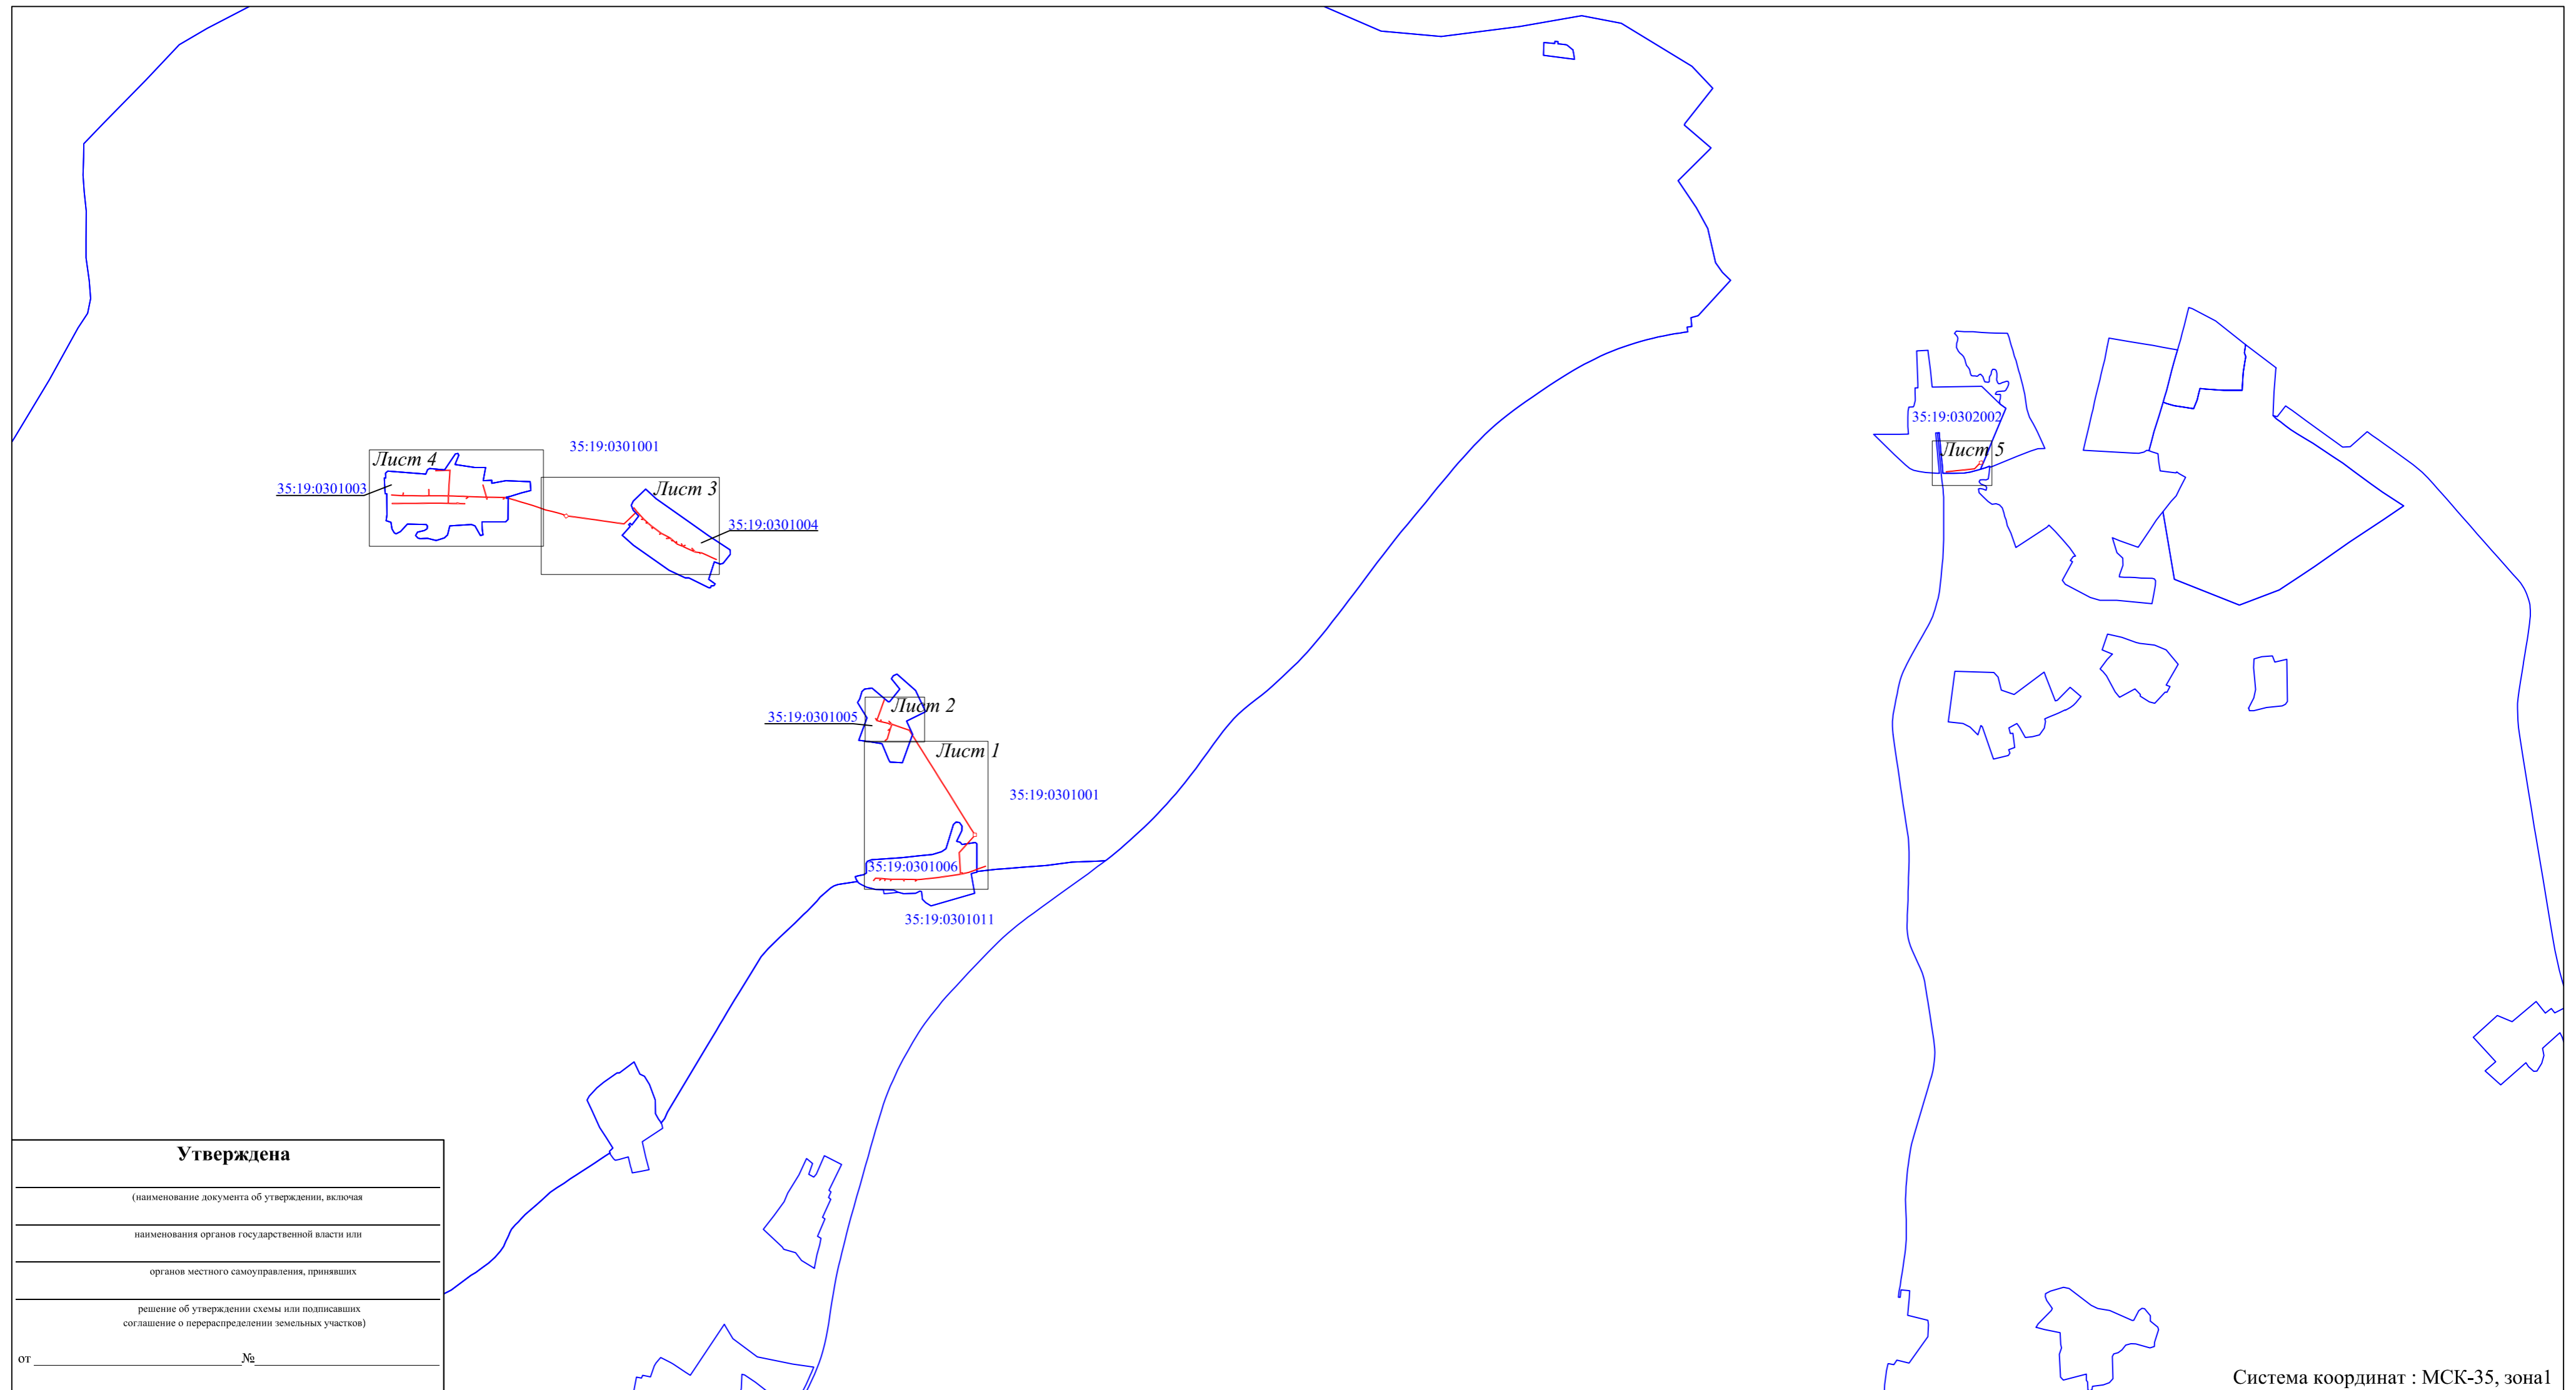 35:19:0302002
Лист 5
35:19:0301001
Лист 4
35:19:0301003
Лист 3
35:19:0301004
Лист 2
35:19:0301005
Лист 1
35:19:0301001
35:19:0301006
35:19:0301011
Утверждена
(наименование документа об утверждении, включая
наименования органов государственной власти или
органов местного самоуправления, принявших
решение об утверждении схемы или подписавших
соглашение о перераспределении земельных участков)
от ____________ №____________
Система координат : МСК-35, зона1